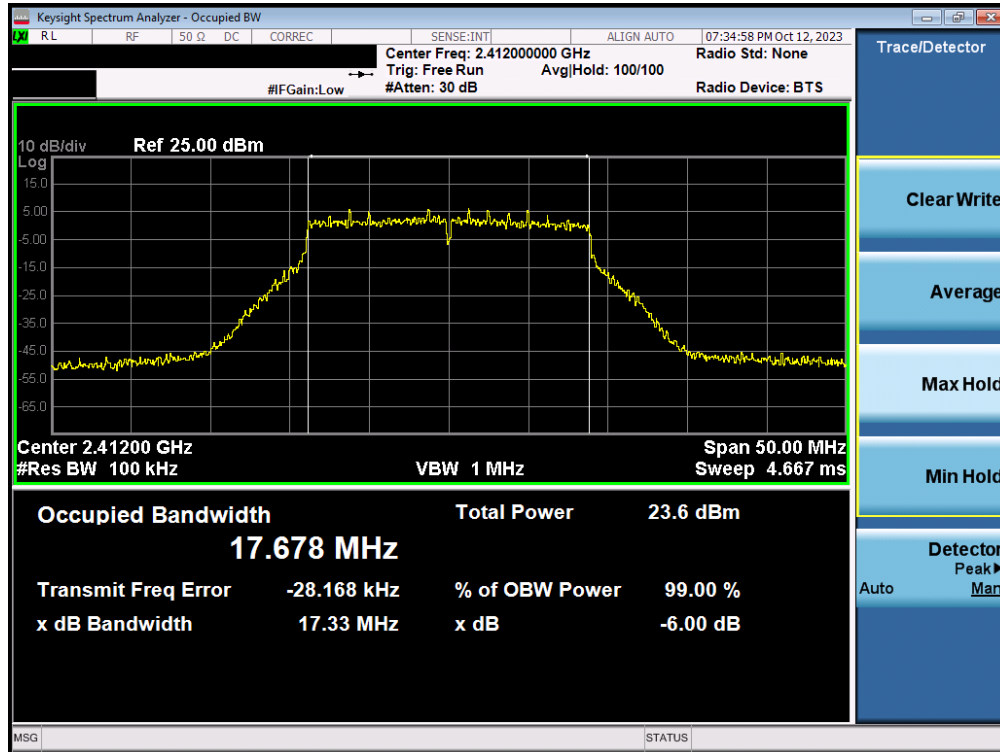 Keysight Spectrum Analyzer - Occupied BW
LXI RL RF 50 Ω DC CORREC SENSE:INT ALIGN AUTO 07:34:58 PM Oct 12, 2023
Center Freq: 2.412000000 GHz Radio Std: None
Trig: Free Run Avg|Hold: 100/100
#IFGain:Low #Atten: 30 dB Radio Device: BTS
Trace/Detector
10 dB/div Ref 25.00 dBm
Log
15.0
5.00
-5.00
-15.0
-25.0
-35.0
-45.0
-55.0
-65.0
Center 2.41200 GHz Span 50.00 MHz
#Res BW 100 kHz VBW 1 MHz Sweep 4.667 ms
Occupied Bandwidth Total Power 23.6 dBm
17.678 MHz
Transmit Freq Error -28.168 kHz % of OBW Power 99.00 %
x dB Bandwidth 17.33 MHz x dB -6.00 dB
Clear Write
Average
Max Hold
Min Hold
Detector
Peak▶
Auto Man
MSG STATUS